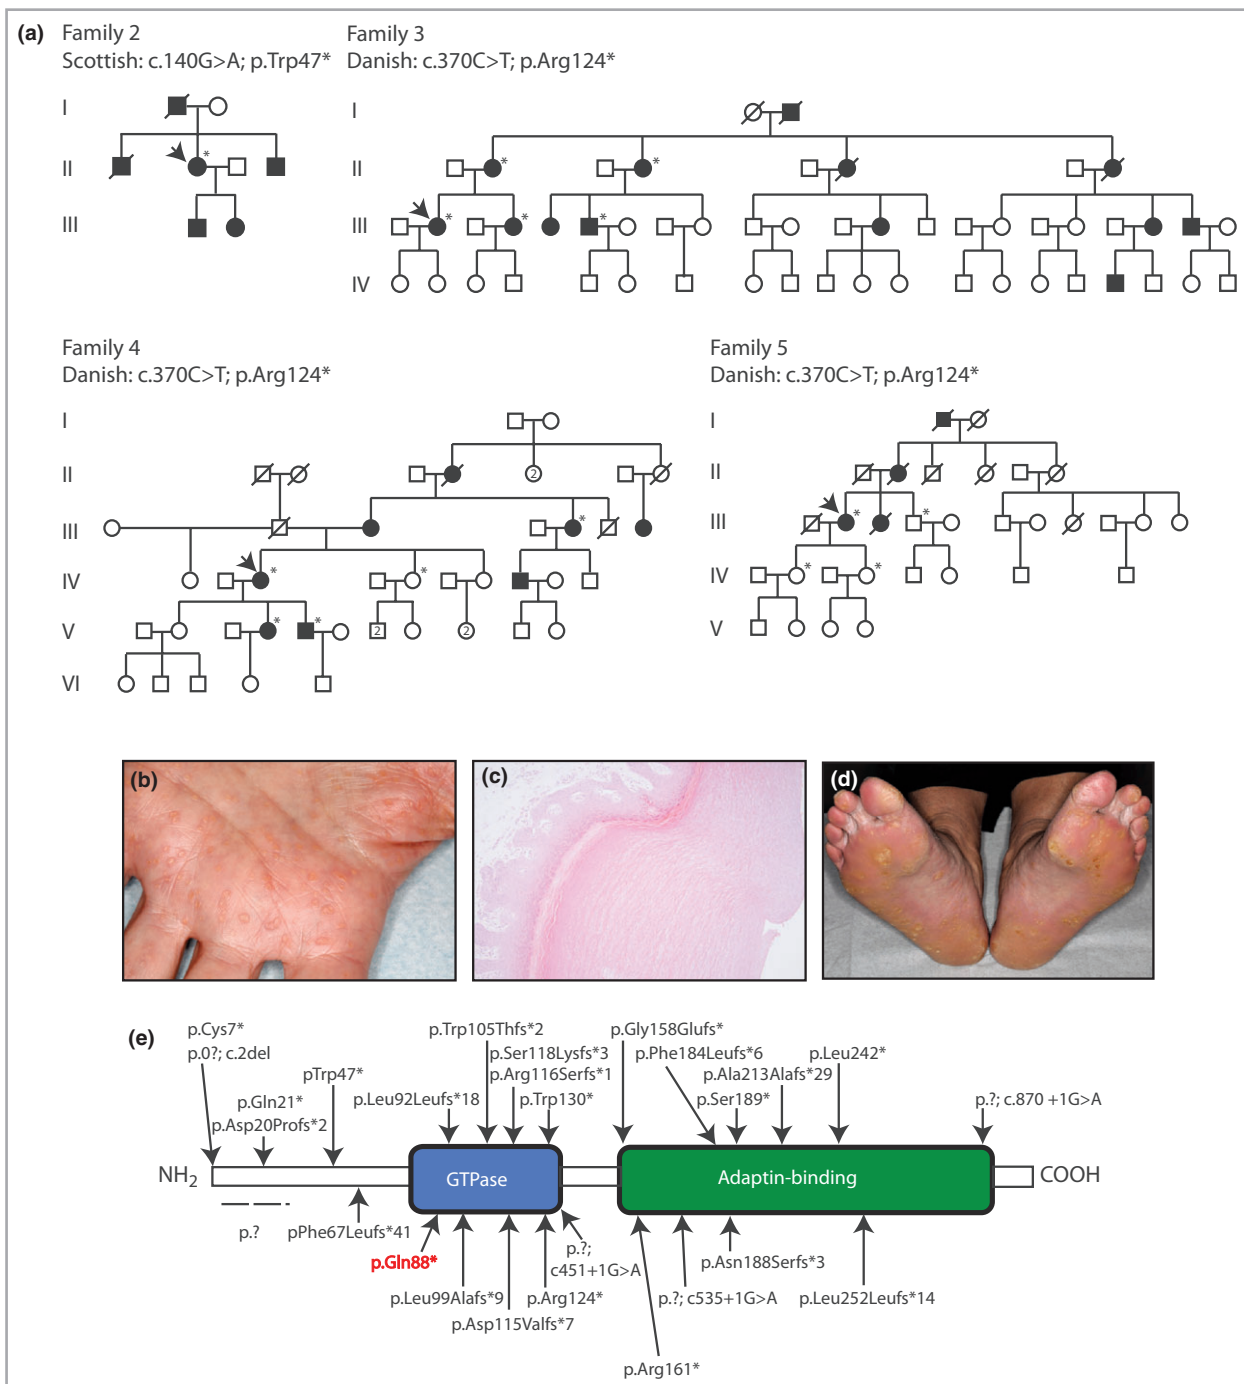 (a) Family 2
Scottish: c.140G>A; p.Trp47*
I
*
II
III
Family 3
Danish: c.370C>T; p.Arg124*
I
* *
II
* * *
III
IV
Family 4
Danish: c.370C>T; p.Arg124*
I
II
2
*
III
* *
IV
* *
V
2 2
VI
Family 5
Danish: c.370C>T; p.Arg124*
I
II
* *
III
* *
IV
V
(b) (c) (d)
(e)
p.Cys7*
p.0?; c.2del
p.Gln21*
p.Asp20Profs*2
pTrp47*
p.Leu92Leufs*18
p.Trp105Thfs*2
p.Ser118Lysfs*3
p.Arg116Serfs*1
p.Trp130*
p.Gly158Glufs*
p.Phe184Leufs*6
p.Ser189*
p.Ala213Alafs*29
p.Leu242*
p.?; c.870 +1G>A
NH2 GTPase Adaptin-binding COOH
p.?
pPhe67Leufs*41
p.Gln88*
p.Leu99Alafs*9
p.Asp115Valfs*7
p.Arg124*
p.?;
c451+1G>A
p.Arg161*
p.?; c535+1G>A
p.Asn188Serfs*3
p.Leu252Leufs*14